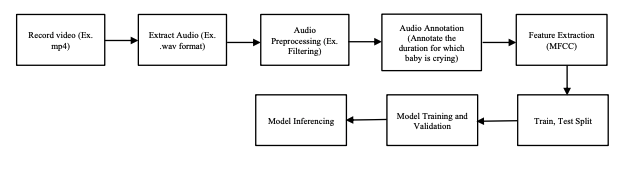 Record video (Ex.
mp4)
Extract Audio (Ex.
.wav format)
Audio
Preprocessing (Ex.
Filtering)
Audio Annotation
(Annotate the
duration for which
baby is crying)
Feature Extraction
(MFCC)
Train, Test Split
Model Training and
Validation
Model Inferencing